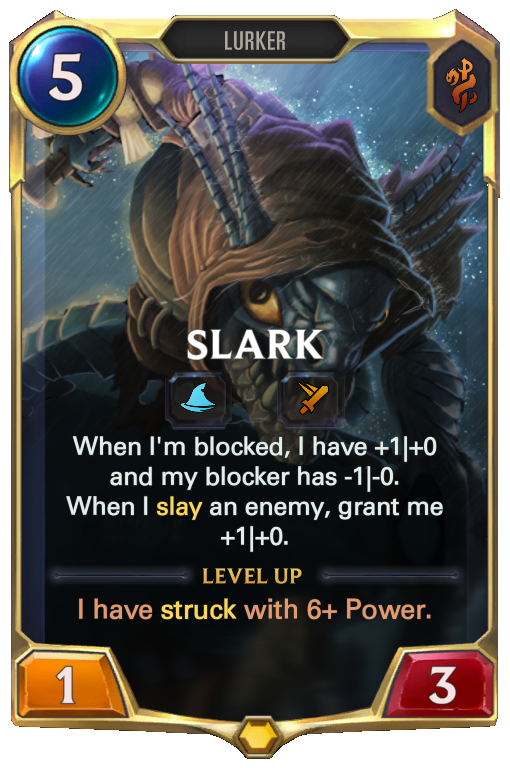 LURKER
5
SLARK
When I'm blocked, I have +1|+0
and my blocker has -1|-0.
When I slay an enemy, grant me
+1|+0.
LEVEL UP
I have struck with 6+ Power.
1
3